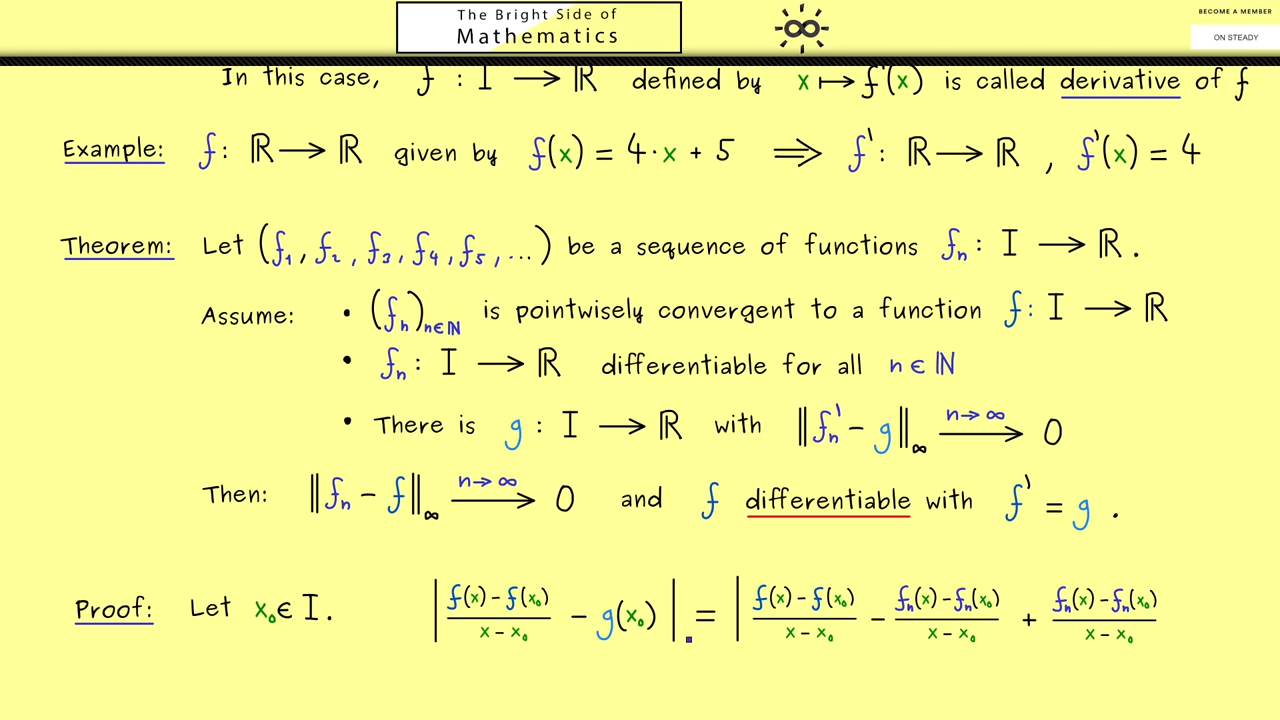 The Bright Side of
Mathematics
BECOME A MEMBER
ON STEADY
In this case, f' : I → ℝ defined by x ↦ f'(x) is called derivative of f
Example: f: ℝ → ℝ given by f(x) = 4·x + 5 ⟹ f': ℝ → ℝ , f'(x) = 4
Theorem: Let (f₁, f₂, f₃, f₄, f₅, ...) be a sequence of functions fₙ: I → ℝ.
Assume: • (fₙ)ₙ∈ℕ is pointwisely convergent to a function f: I → ℝ
• fₙ: I → ℝ differentiable for all n ∈ ℕ
• There is g : I → ℝ with ‖fₙ' − g‖∞ —n→∞→ 0
Then: ‖fₙ − f‖∞ —n→∞→ 0 and f differentiable with f' = g .
Proof: Let x₀ ∈ I. | (f(x) − f(x₀))/(x − x₀) − g(x₀) | = | (f(x) − f(x₀))/(x − x₀) − (fₙ(x) − fₙ(x₀))/(x − x₀) + (fₙ(x) − fₙ(x₀))/(x − x₀)